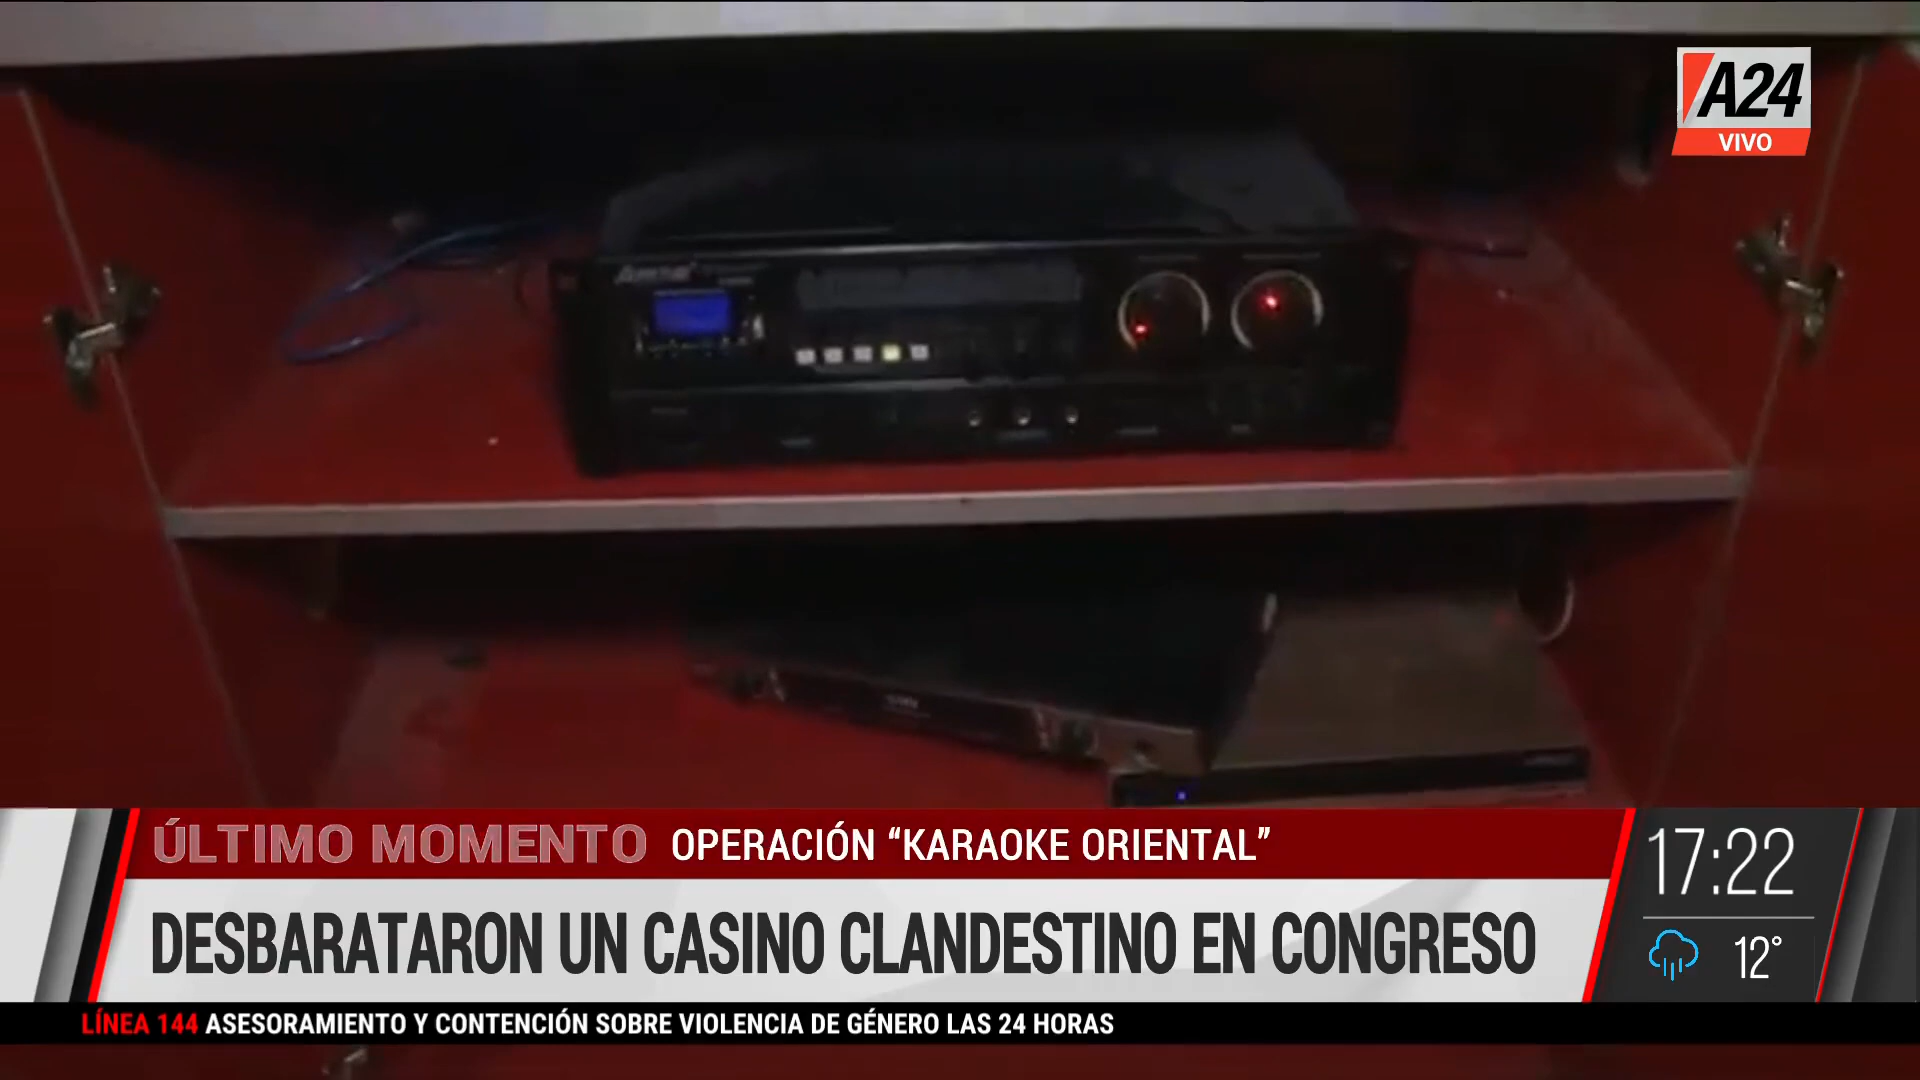 A24
VIVO
ÚLTIMO MOMENTO OPERACIÓN “KARAOKE ORIENTAL”
17:22
DESBARATARON UN CASINO CLANDESTINO EN CONGRESO
12°
LÍNEA 144 ASESORAMIENTO Y CONTENCIÓN SOBRE VIOLENCIA DE GÉNERO LAS 24 HORAS